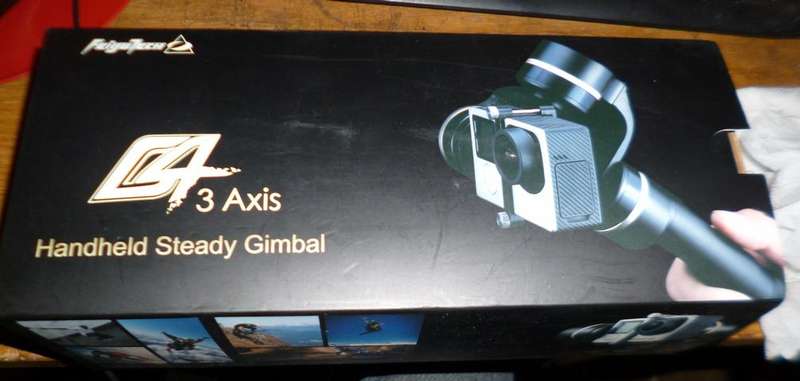 FeiyuTech
G4
3 Axis
Handheld Steady Gimbal